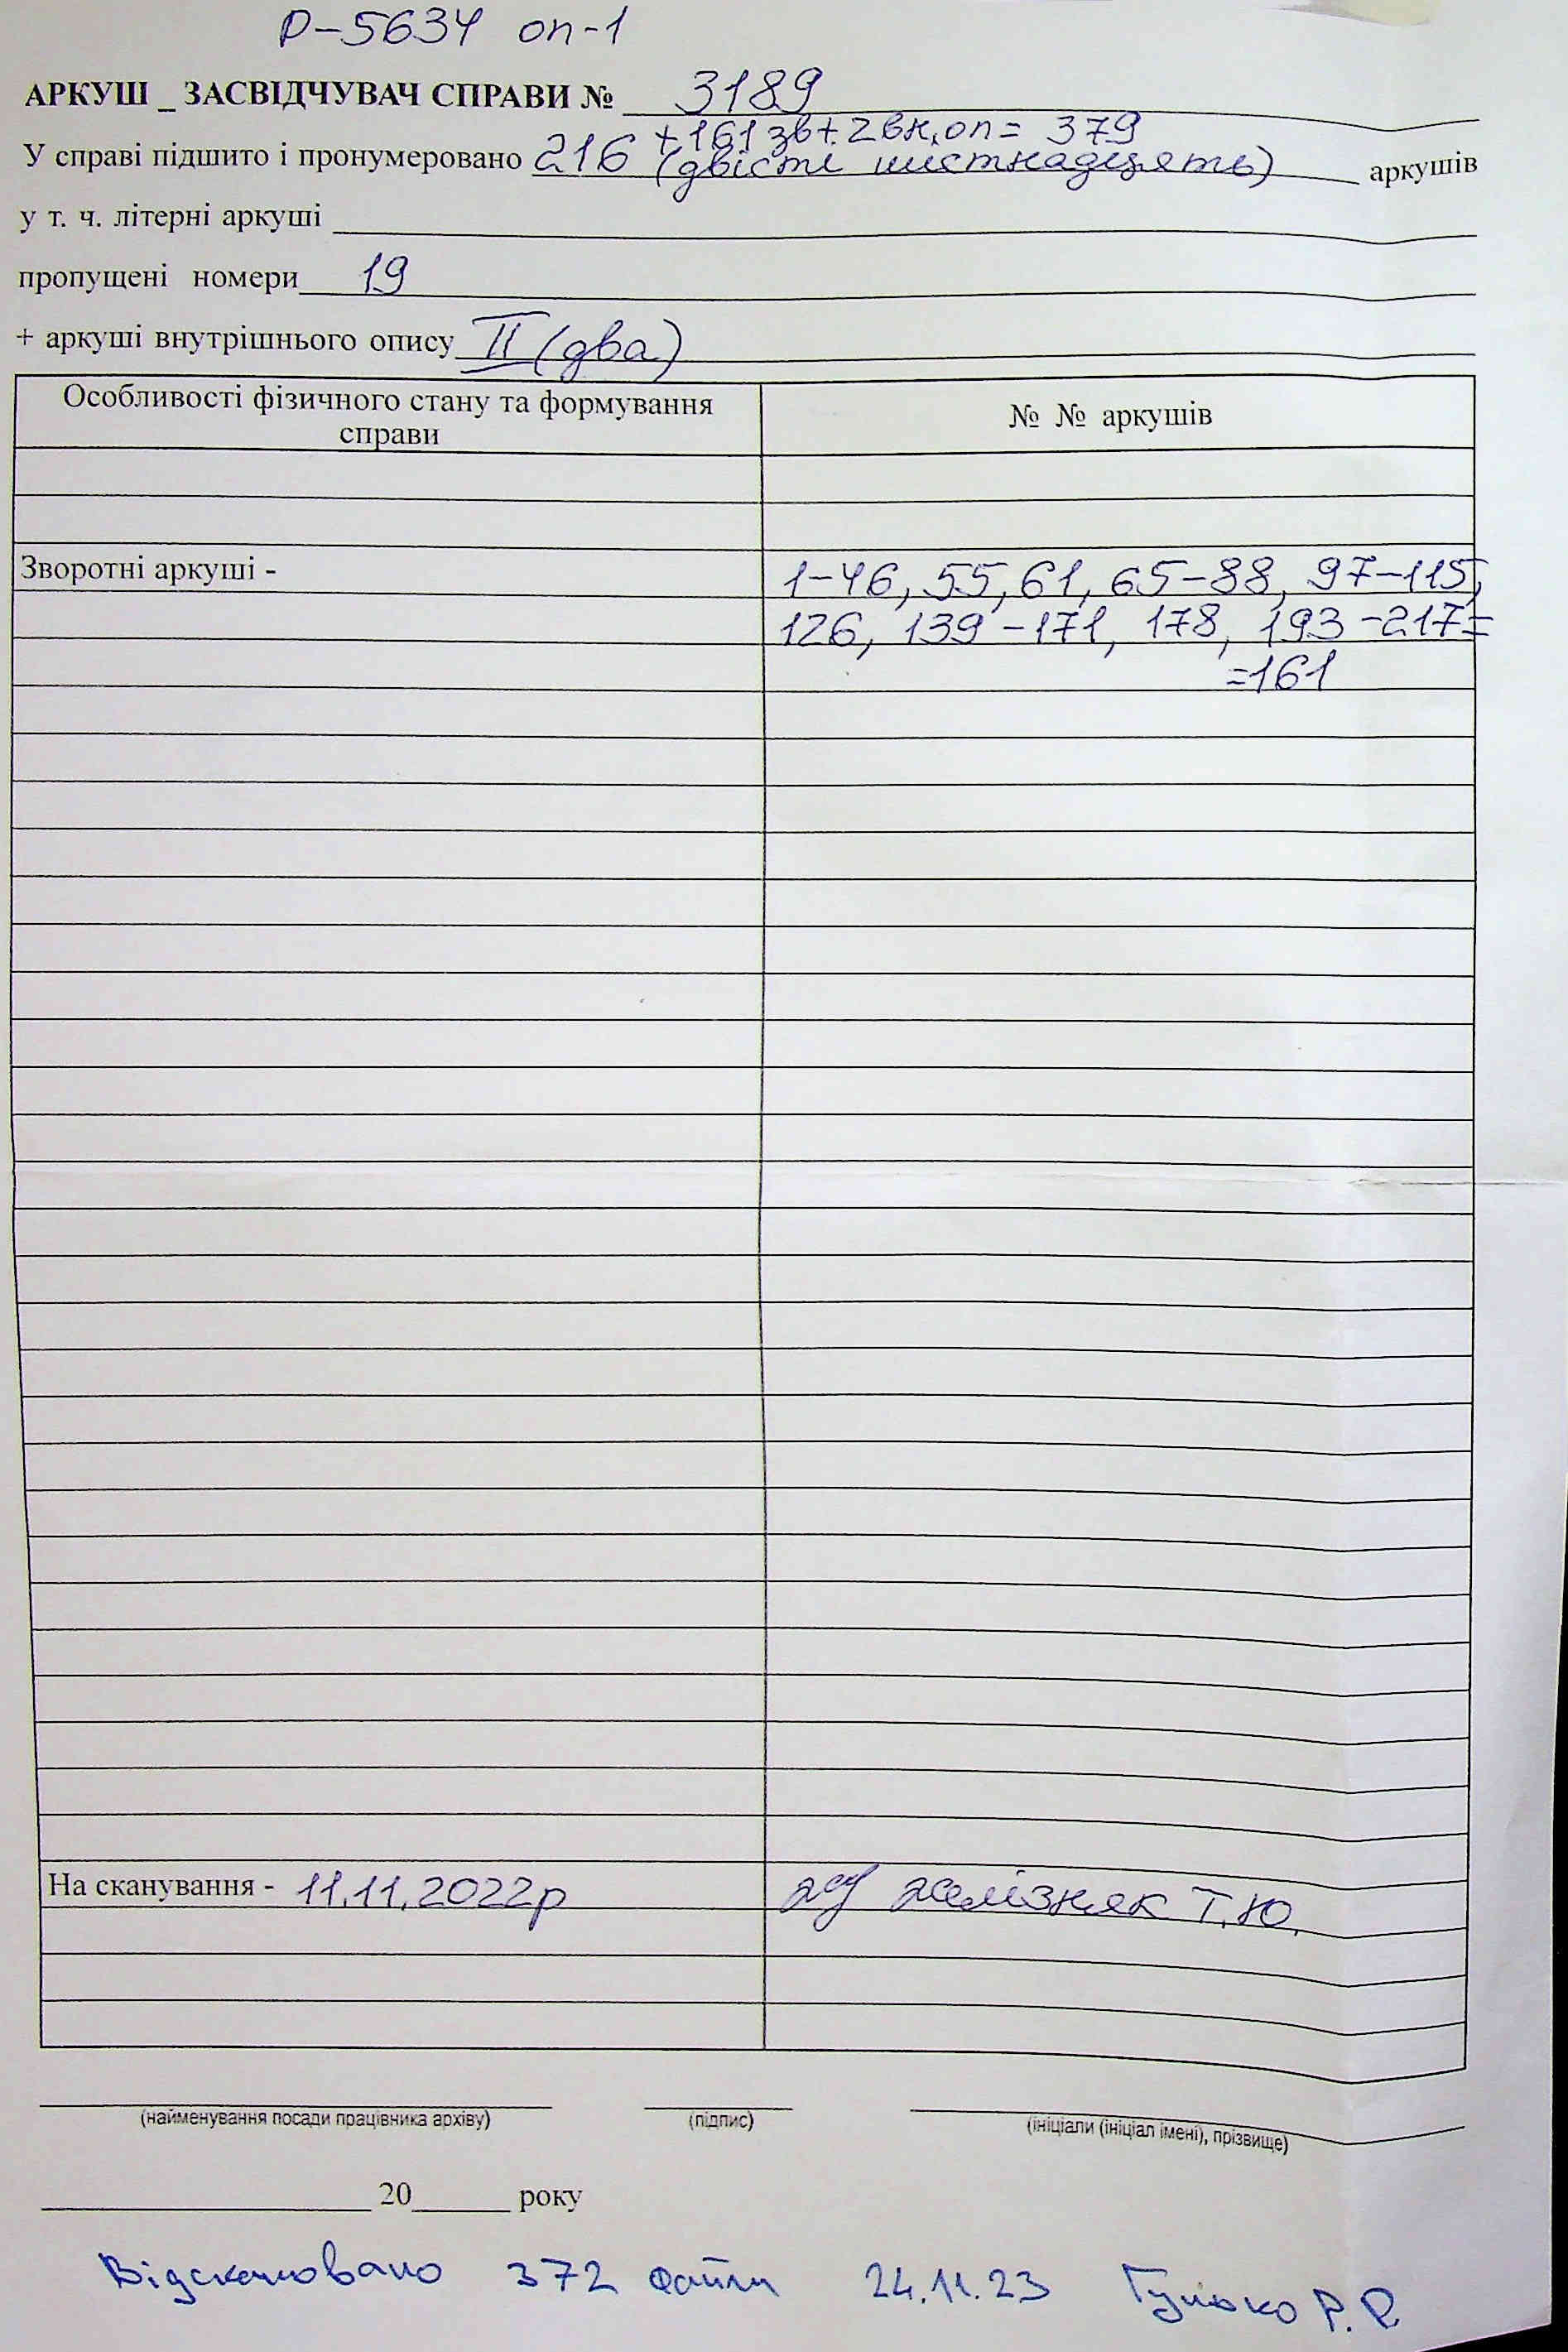 Р-5634 оп-1
АРКУШ _ ЗАСВІДЧУВАЧ СПРАВИ № 3189
+161 зв+2вн.оп= 379
У справі підшито і пронумеровано 216 (двісті шістнадцять) аркушів
у т. ч. літерні аркуші
пропущені номери 19
+ аркуші внутрішнього опису II (два)
Особливості фізичного стану та формування справи № № аркушів
Зворотні аркуші - 1-46, 55, 61, 65-88, 97-115,
126, 139-171, 178, 193-217=
=161
На сканування - 11.11.2022р Желізняк Т.Ю.
(найменування посади працівника архіву) (підпис) (ініціали (ініціал імені), прізвище)
20 року
Відскановано 372 файли 24.11.23 Гунько Р.Р